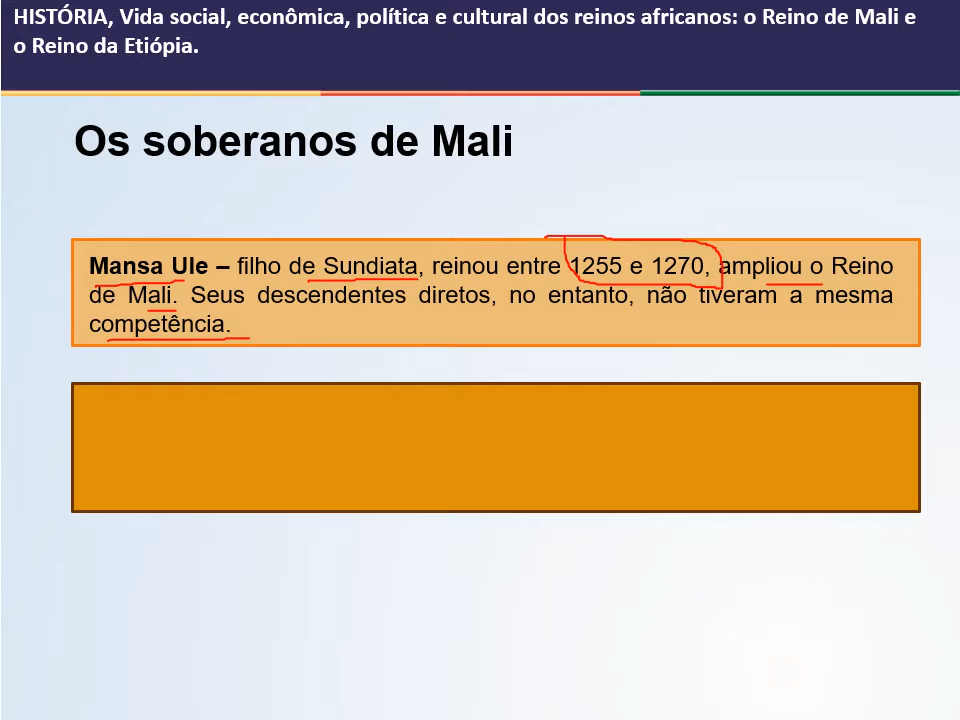 HISTÓRIA, Vida social, econômica, política e cultural dos reinos africanos: o Reino de Mali e
o Reino da Etiópia.
Os soberanos de Mali
Mansa Ule – filho de Sundiata, reinou entre 1255 e 1270, ampliou o Reino
de Mali. Seus descendentes diretos, no entanto, não tiveram a mesma
competência.